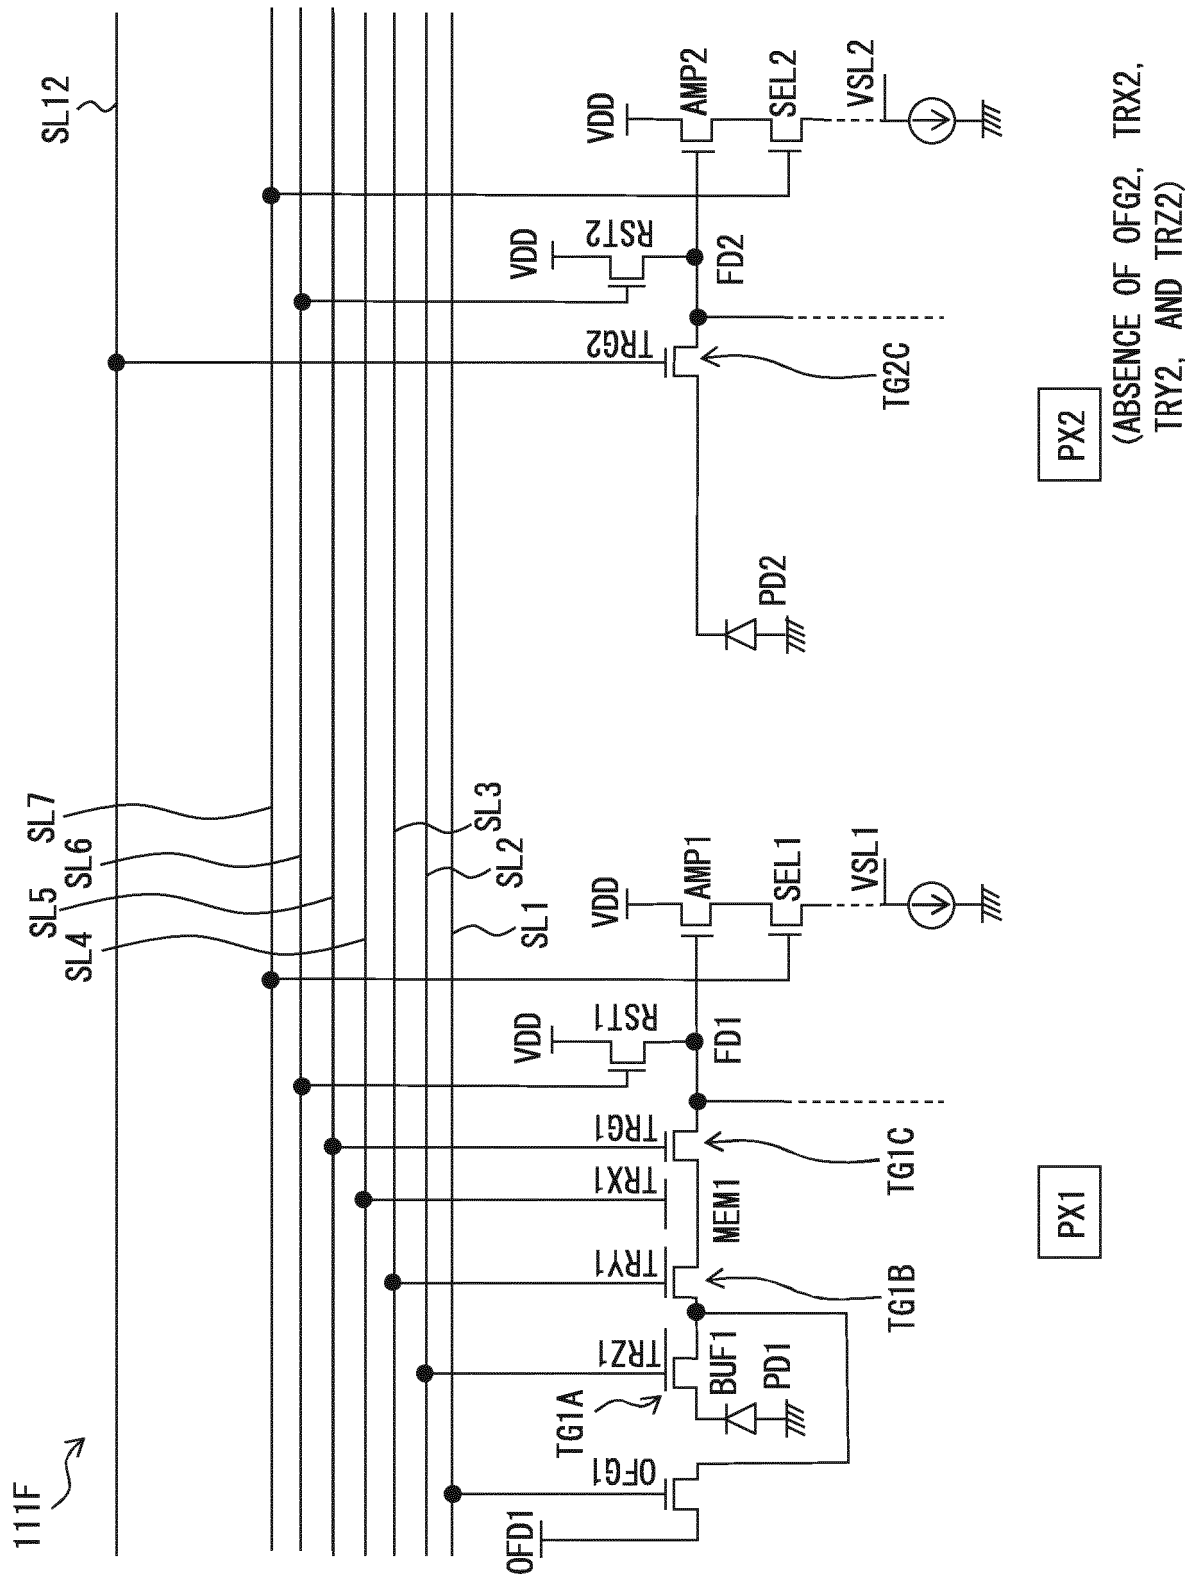 111F
SL12
SL7
SL6
SL5
SL4
SL3
SL2
SL1
OFD1
OFG1
TG1A
TRZ1
BUF1
PD1
TRY1
TG1B
TRX1
MEM1
TRG1
TG1C
VDD
RST1
FD1
VDD
AMP1
SEL1
VSL1
PX1
PD2
TRG2
TG2C
VDD
RST2
FD2
VDD
AMP2
SEL2
VSL2
PX2
(ABSENCE OF OFG2, TRX2,
TRY2, AND TRZ2)